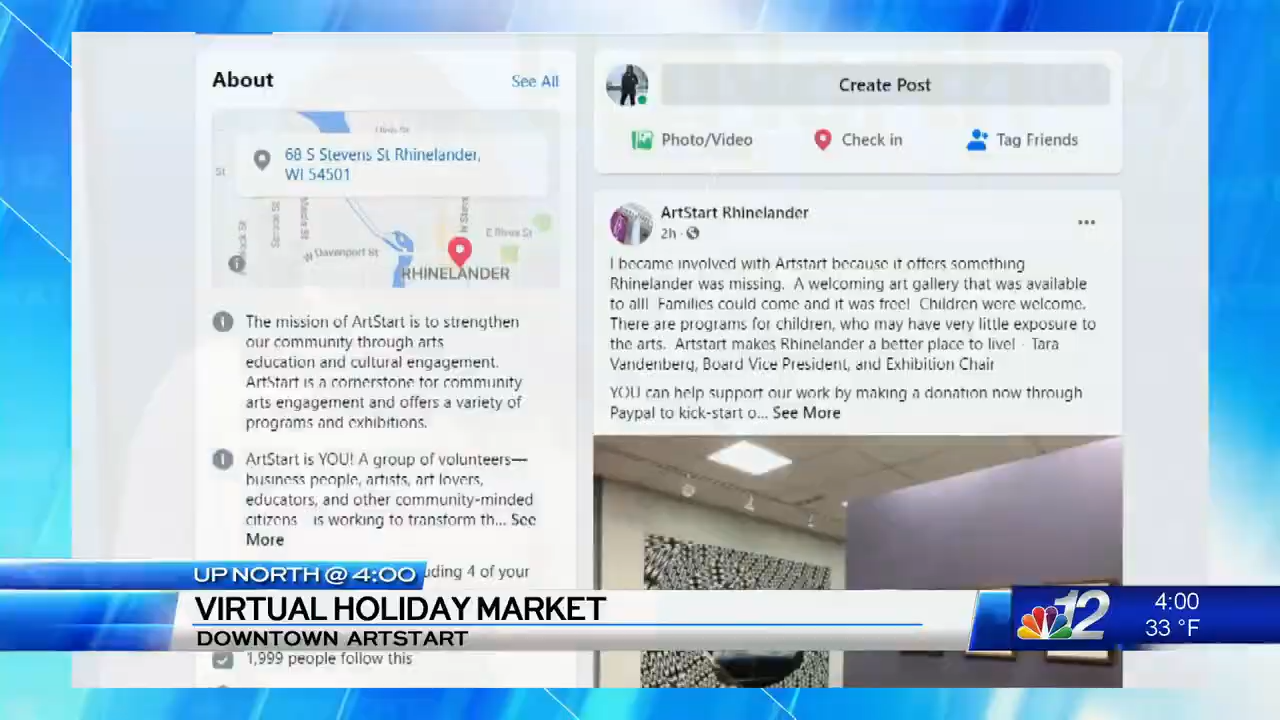 About
See All
68 S Stevens St Rhinelander,
WI 54501
St
W Davenport St
E Rives St
RHINELANDER
The mission of ArtStart is to strengthen
our community through arts
education and cultural engagement.
ArtStart is a cornerstone for community
arts engagement and offers a variety of
programs and exhibitions.
ArtStart is YOU! A group of volunteers—
business people, artists, art lovers,
educators, and other community-minded
citizens is working to transform th... See
More
uding 4 of your
1,999 people follow this
Create Post
Photo/Video
Check in
Tag Friends
ArtStart Rhinelander
2h ·
I became involved with Artstart because it offers something
Rhinelander was missing. A welcoming art gallery that was available
to all! Families could come and it was free! Children were welcome.
There are programs for children, who may have very little exposure to
the arts. Artstart makes Rhinelander a better place to live! - Tara
Vandenberg, Board Vice President, and Exhibition Chair
YOU can help support our work by making a donation now through
Paypal to kick-start o... See More
UP NORTH @ 4:00
VIRTUAL HOLIDAY MARKET
DOWNTOWN ARTSTART
12
4:00
33 °F